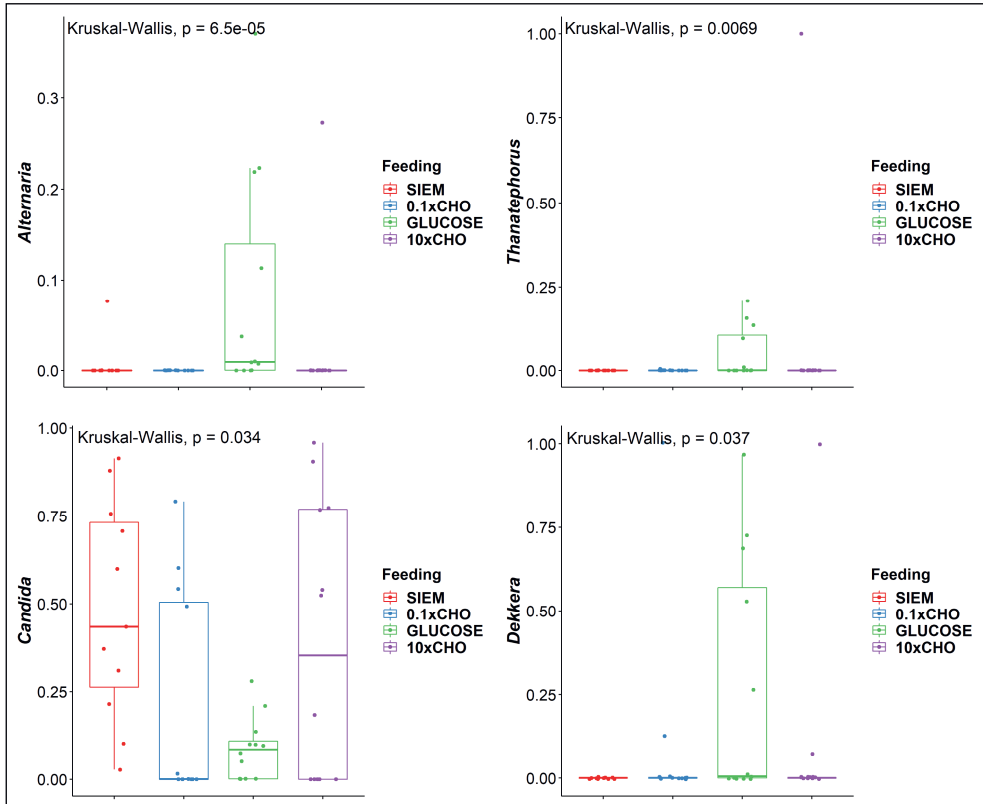 Kruskal-Wallis, p = 6.5e-05
0.3
0.2
0.1
0.0
Alternaria
Feeding
SIEM
0.1xCHO
GLUCOSE
10xCHO
Kruskal-Wallis, p = 0.0069
1.00
0.75
0.50
0.25
0.00
Thanatephorus
Feeding
SIEM
0.1xCHO
GLUCOSE
10xCHO
Kruskal-Wallis, p = 0.034
1.00
0.75
0.50
0.25
0.00
Candida
Feeding
SIEM
0.1xCHO
GLUCOSE
10xCHO
Kruskal-Wallis, p = 0.037
1.00
0.75
0.50
0.25
0.00
Dekkera
Feeding
SIEM
0.1xCHO
GLUCOSE
10xCHO